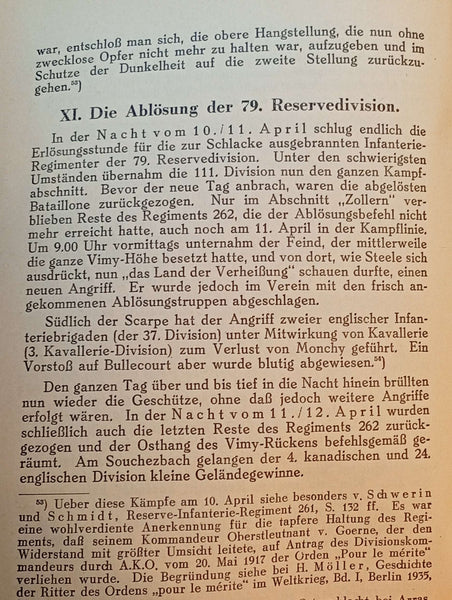 war, entschloß man sich, die obere Hangstellung, die nun ohne
zwecklose Opfer nicht mehr zu halten war, aufzugeben und im
Schutze der Dunkelheit auf die zweite Stellung zurückzu-
gehen.⁵³)
XI. Die Ablösung der 79. Reservedivision.
In der Nacht vom 10./11. April schlug endlich die
Erlösungsstunde für die zur Schlacke ausgebrannten Infanterie-
Regimenter der 79. Reservedivision. Unter den schwierigsten
Umständen übernahm die 111. Division nun den ganzen Kampf-
abschnitt. Bevor der neue Tag anbrach, waren die abgelösten
Bataillone zurückgezogen. Nur im Abschnitt „Zollern" ver-
blieben Reste des Regiments 262, die der Ablösungsbefehl nicht
mehr erreicht hatte, auch noch am 11. April in der Kampflinie.
Um 9.00 Uhr vormittags unternahm der Feind, der mittlerweile
die ganze Vimy-Höhe besetzt hatte, und von dort, wie Steele sich
ausdrückt, nun „das Land der Verheißung" schauen durfte, einen
neuen Angriff. Er wurde jedoch im Verein mit den frisch an-
gekommenen Ablösungstruppen abgeschlagen.
Südlich der Scarpe hat der Angriff zweier englischer Infan-
teriebrigaden (der 37. Division) unter Mitwirkung von Kavallerie
(3. Kavallerie-Division) zum Verlust von Monchy geführt. Ein
Vorstoß auf Bullecourt aber wurde blutig abgewiesen.⁵⁴)
Den ganzen Tag über und bis tief in die Nacht hinein brüllten
nun wieder die Geschütze, ohne daß jedoch weitere Angriffe
erfolgt wären. In der Nacht vom 11./12. April wurden
schließlich auch die letzten Reste des Regiments 262 zurück-
gezogen und der Osthang des Vimy-Rückens befehlsgemäß ge-
räumt. Am Souchezbach gelangen der 4. kanadischen und 24.
englischen Division kleine Geländegewinne.
⁵³) Ueber diese Kämpfe am 10. April siehe besonders v. Schwerin
und Schmidt, Reserve-Infanterie-Regiment 261, S. 132 ff. Es war
eine wohlverdiente Anerkennung für die tapfere Haltung des Regi-
ments, daß seinem Kommandeur Oberstleutnant v. Goerne, der den
Widerstand mit größter Umsicht leitete, auf Antrag des Divisionskom-
mandeurs durch A.K.O. vom 20. Mai 1917 der Orden „Pour le mérite"
verliehen wurde. Die Begründung siehe bei H. Möller, Geschichte
der Ritter des Ordens „pour le mérite" im Weltkrieg, Bd. I, Berlin 1935,